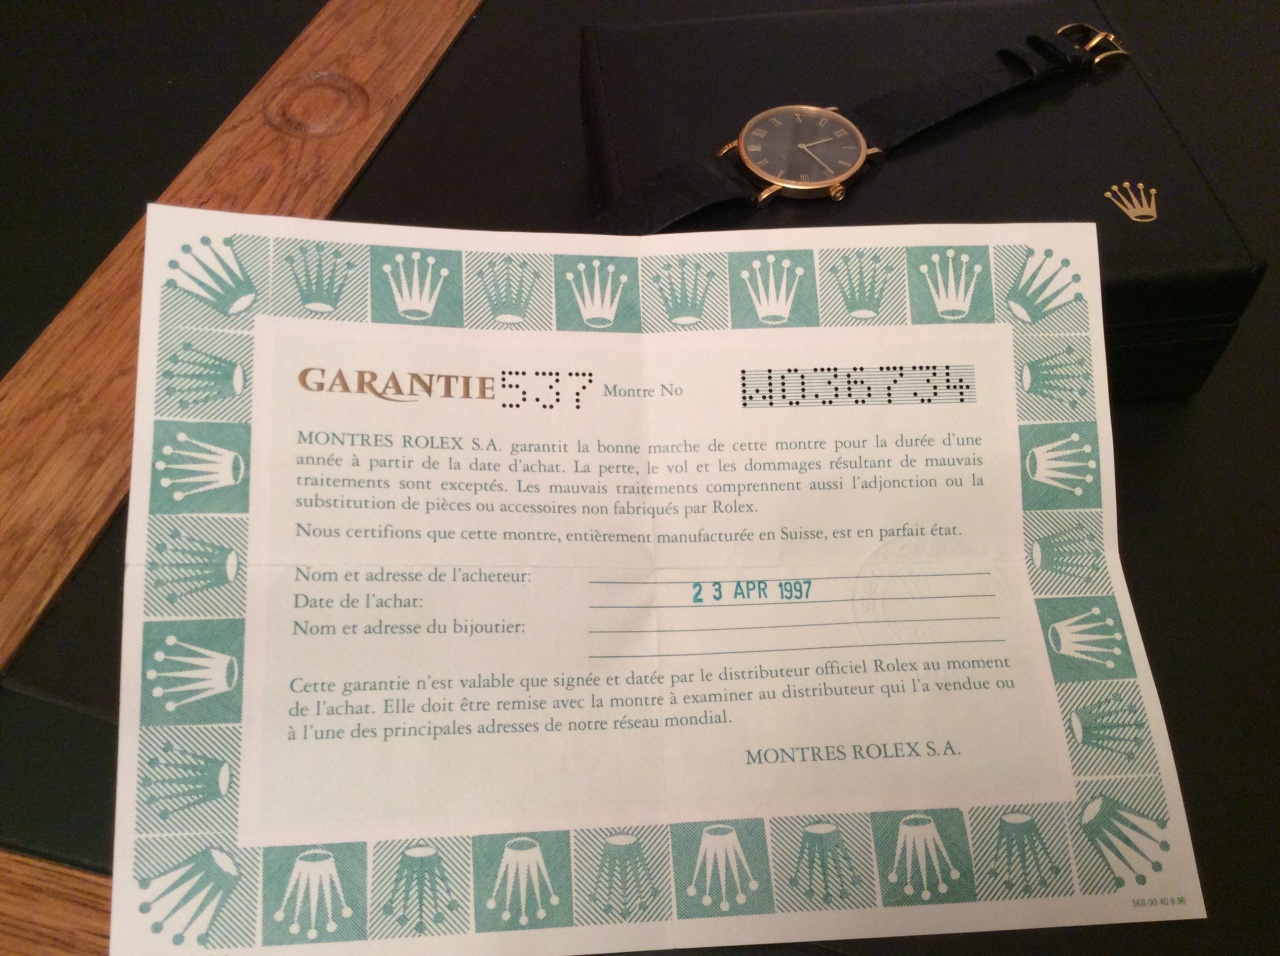 GARANTIE 537 Montre No W036734
MONTRES ROLEX S.A. garantit la bonne marche de cette montre pour la durée d'une
année à partir de la date d'achat. La perte, le vol et les dommages résultant de mauvais
traitements sont exceptés. Les mauvais traitements comprennent aussi l'adjonction ou la
substitution de pièces ou accessoires non fabriqués par Rolex.
Nous certifions que cette montre, entièrement manufacturée en Suisse, est en parfait état.
Nom et adresse de l'acheteur:
Date de l'achat: 23 APR 1997
Nom et adresse du bijoutier:
Cette garantie n'est valable que signée et datée par le distributeur officiel Rolex au moment
de l'achat. Elle doit être remise avec la montre à examiner au distributeur qui l'a vendue ou
à l'une des principales adresses de notre réseau mondial.
MONTRES ROLEX S.A.
568.00 40.9.96